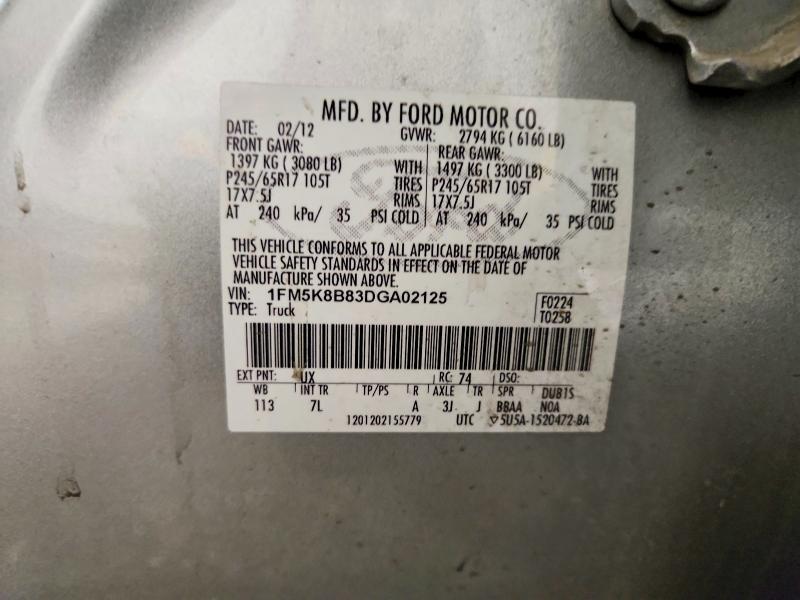 MFD. BY FORD MOTOR CO.
DATE: 02/12 GVWR: 2794 KG ( 6160 LB)
FRONT GAWR: REAR GAWR:
1397 KG ( 3080 LB) WITH 1497 KG ( 3300 LB) WITH
P245/65R17 105T TIRES P245/65R17 105T TIRES
17X7.5J RIMS 17X7.5J RIMS
AT 240 kPa/ 35 PSI COLD AT 240 kPa/ 35 PSI COLD
THIS VEHICLE CONFORMS TO ALL APPLICABLE FEDERAL MOTOR
VEHICLE SAFETY STANDARDS IN EFFECT ON THE DATE OF
MANUFACTURE SHOWN ABOVE.
VIN: 1FM5K8B83DGA02125 F0224
TYPE: Truck T0258
EXT PNT: UX RC: 74 DSO:
WB INT TR TP/PS R AXLE TR SPR DUB1S
113 7L A 3J J BBAA NOA
1201202155779 UTC 5U5A-1520472-BA
Ford